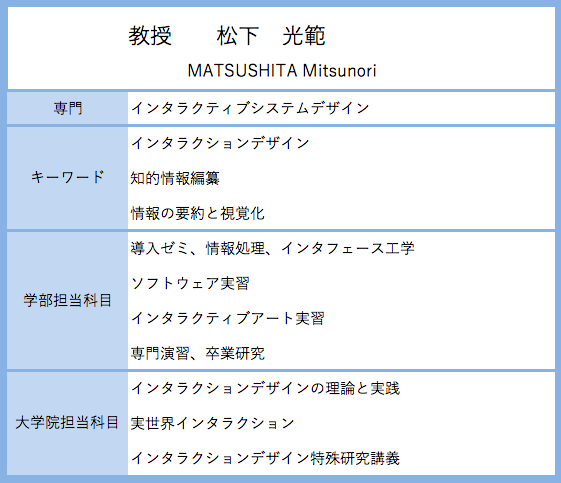 教授　　松下　光範
MATSUSHITA Mitsunori
専門
インタラクティブシステムデザイン
キーワード
インタラクションデザイン
知的情報編纂
情報の要約と視覚化
学部担当科目
導入ゼミ、情報処理、インタフェース工学
ソフトウェア実習
インタラクティブアート実習
専門演習、卒業研究
大学院担当科目
インタラクションデザインの理論と実践
実世界インタラクション
インタラクションデザイン特殊研究講義